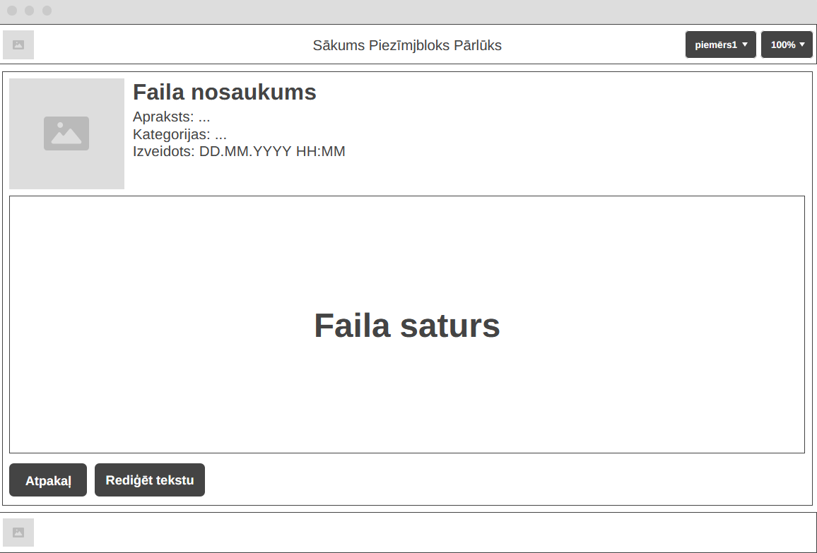 Sākums Piezīmjbloks Pārlūks
piemērs1
100%
Faila nosaukums
Apraksts: ...
Kategorijas: ...
Izveidots: DD.MM.YYYY HH:MM
Faila saturs
Atpakaļ
Rediģēt tekstu